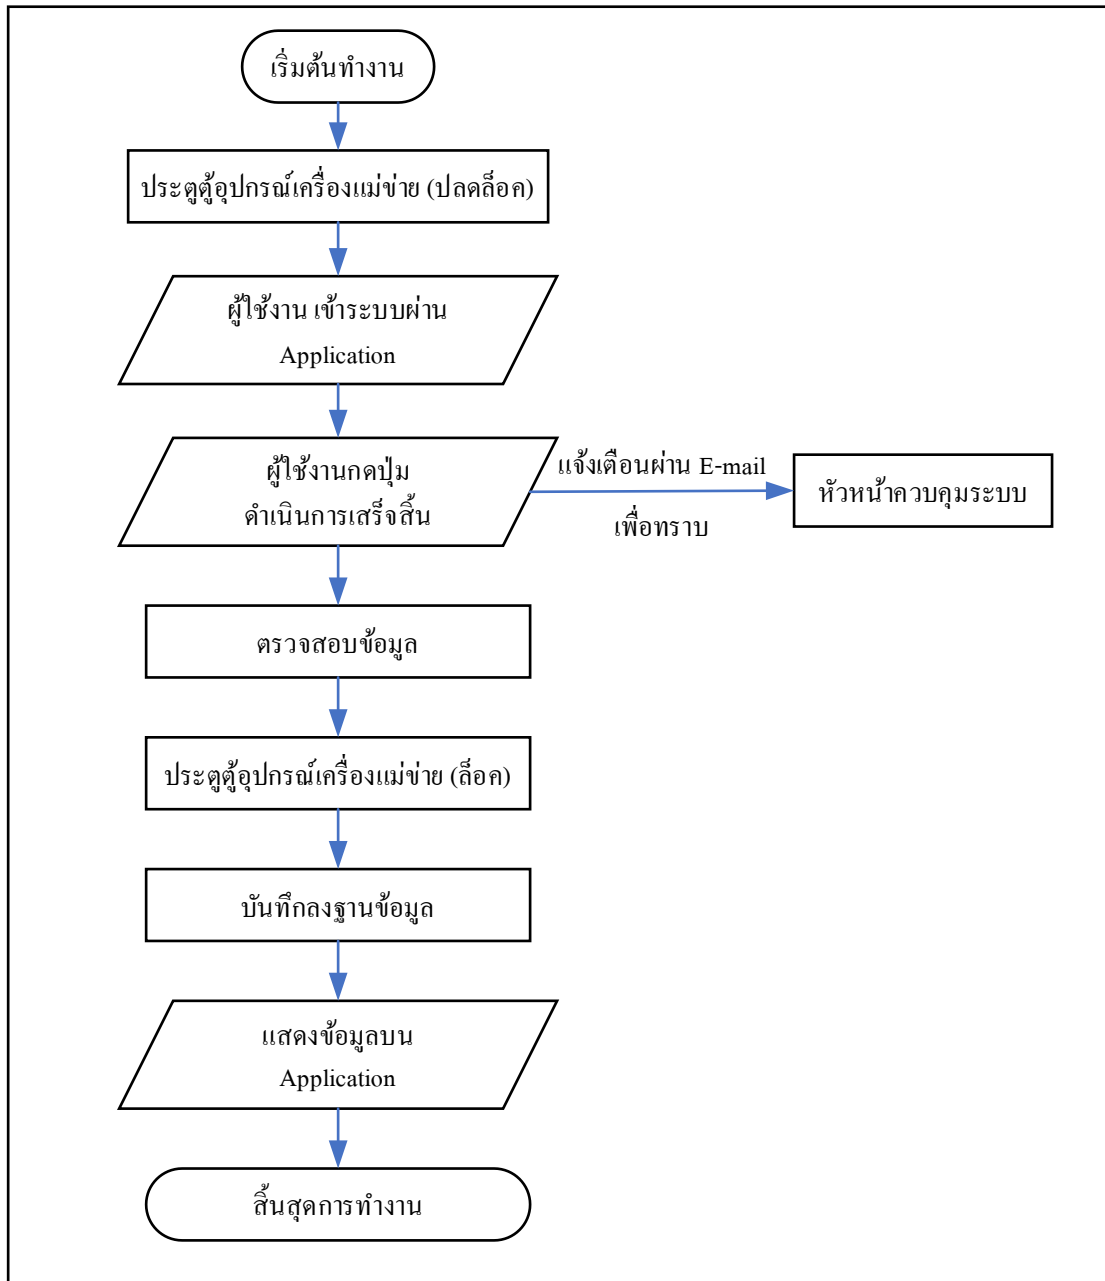 เริ่มต้นทำงาน
ประตูตู้อุปกรณ์เครื่องแม่ข่าย (ปลดล็อค)
ผู้ใช้งาน เข้าระบบผ่าน
Application
ผู้ใช้งานกดปุ่ม
ดำเนินการเสร็จสิ้น
แจ้งเตือนผ่าน E-mail
เพื่อทราบ
หัวหน้าควบคุมระบบ
ตรวจสอบข้อมูล
ประตูตู้อุปกรณ์เครื่องแม่ข่าย (ล็อค)
บันทึกลงฐานข้อมูล
แสดงข้อมูลบน
Application
สิ้นสุดการทำงาน